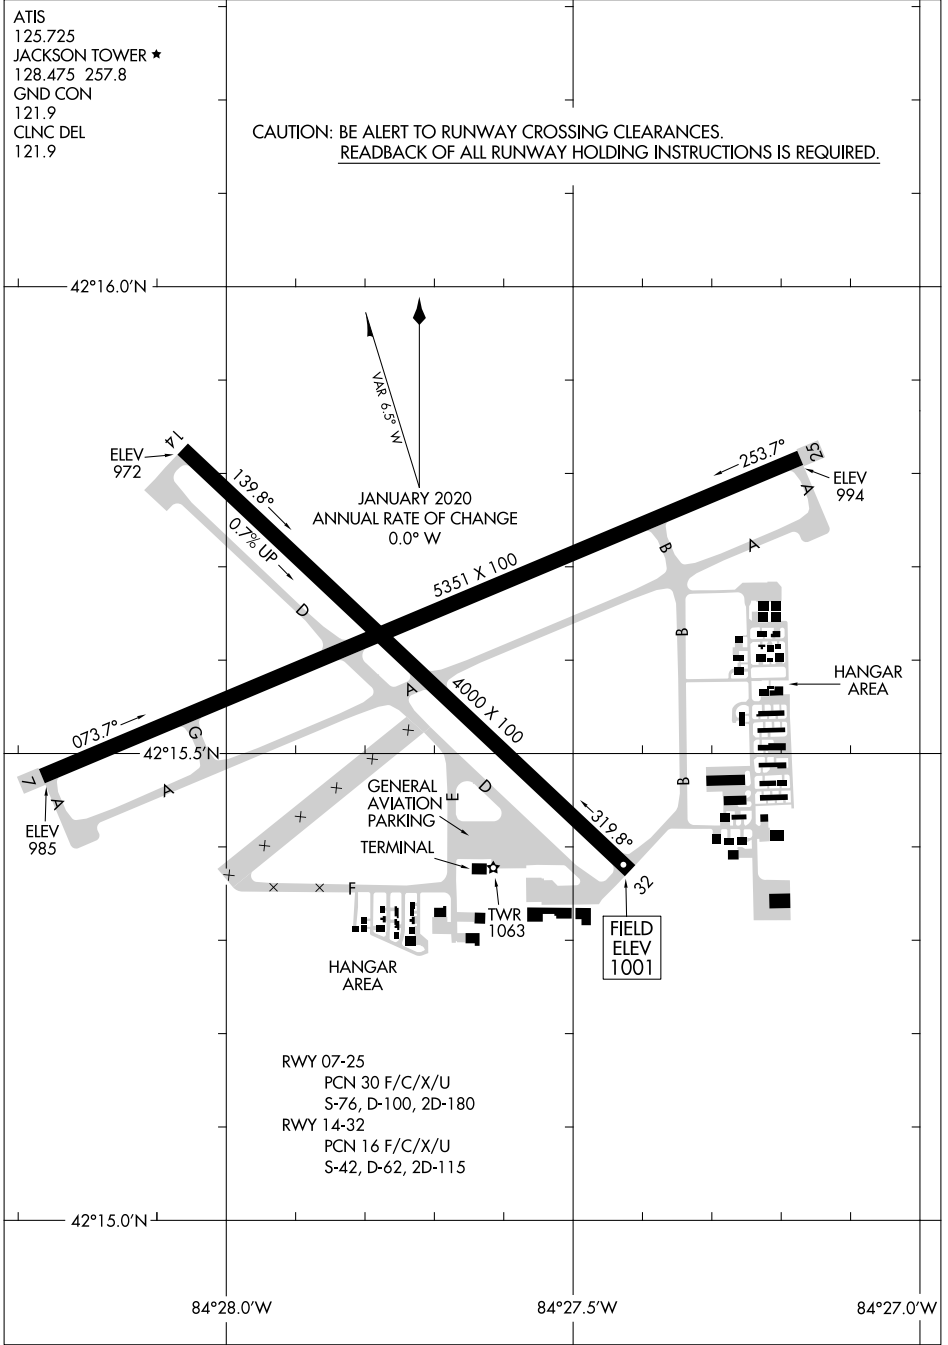 ATIS
125.725
JACKSON TOWER ★
128.475 257.8
GND CON
121.9
CLNC DEL
121.9
CAUTION: BE ALERT TO RUNWAY CROSSING CLEARANCES.
READBACK OF ALL RUNWAY HOLDING INSTRUCTIONS IS REQUIRED.
42°16.0'N
VAR 6.5° W
JANUARY 2020
ANNUAL RATE OF CHANGE
0.0° W
14
ELEV
972
139.8°
0.7% UP
253.7°
25
ELEV
994
A
A
B
5351 X 100
D
B
A
4000 X 100
HANGAR
AREA
073.7°
G
42°15.5'N
7
A
A
ELEV
985
GENERAL
AVIATION
PARKING
E
D
B
319.8°
TERMINAL
F
32
TWR
1063
FIELD
ELEV
1001
HANGAR
AREA
RWY 07-25
PCN 30 F/C/X/U
S-76, D-100, 2D-180
RWY 14-32
PCN 16 F/C/X/U
S-42, D-62, 2D-115
42°15.0'N
84°28.0'W
84°27.5'W
84°27.0'W